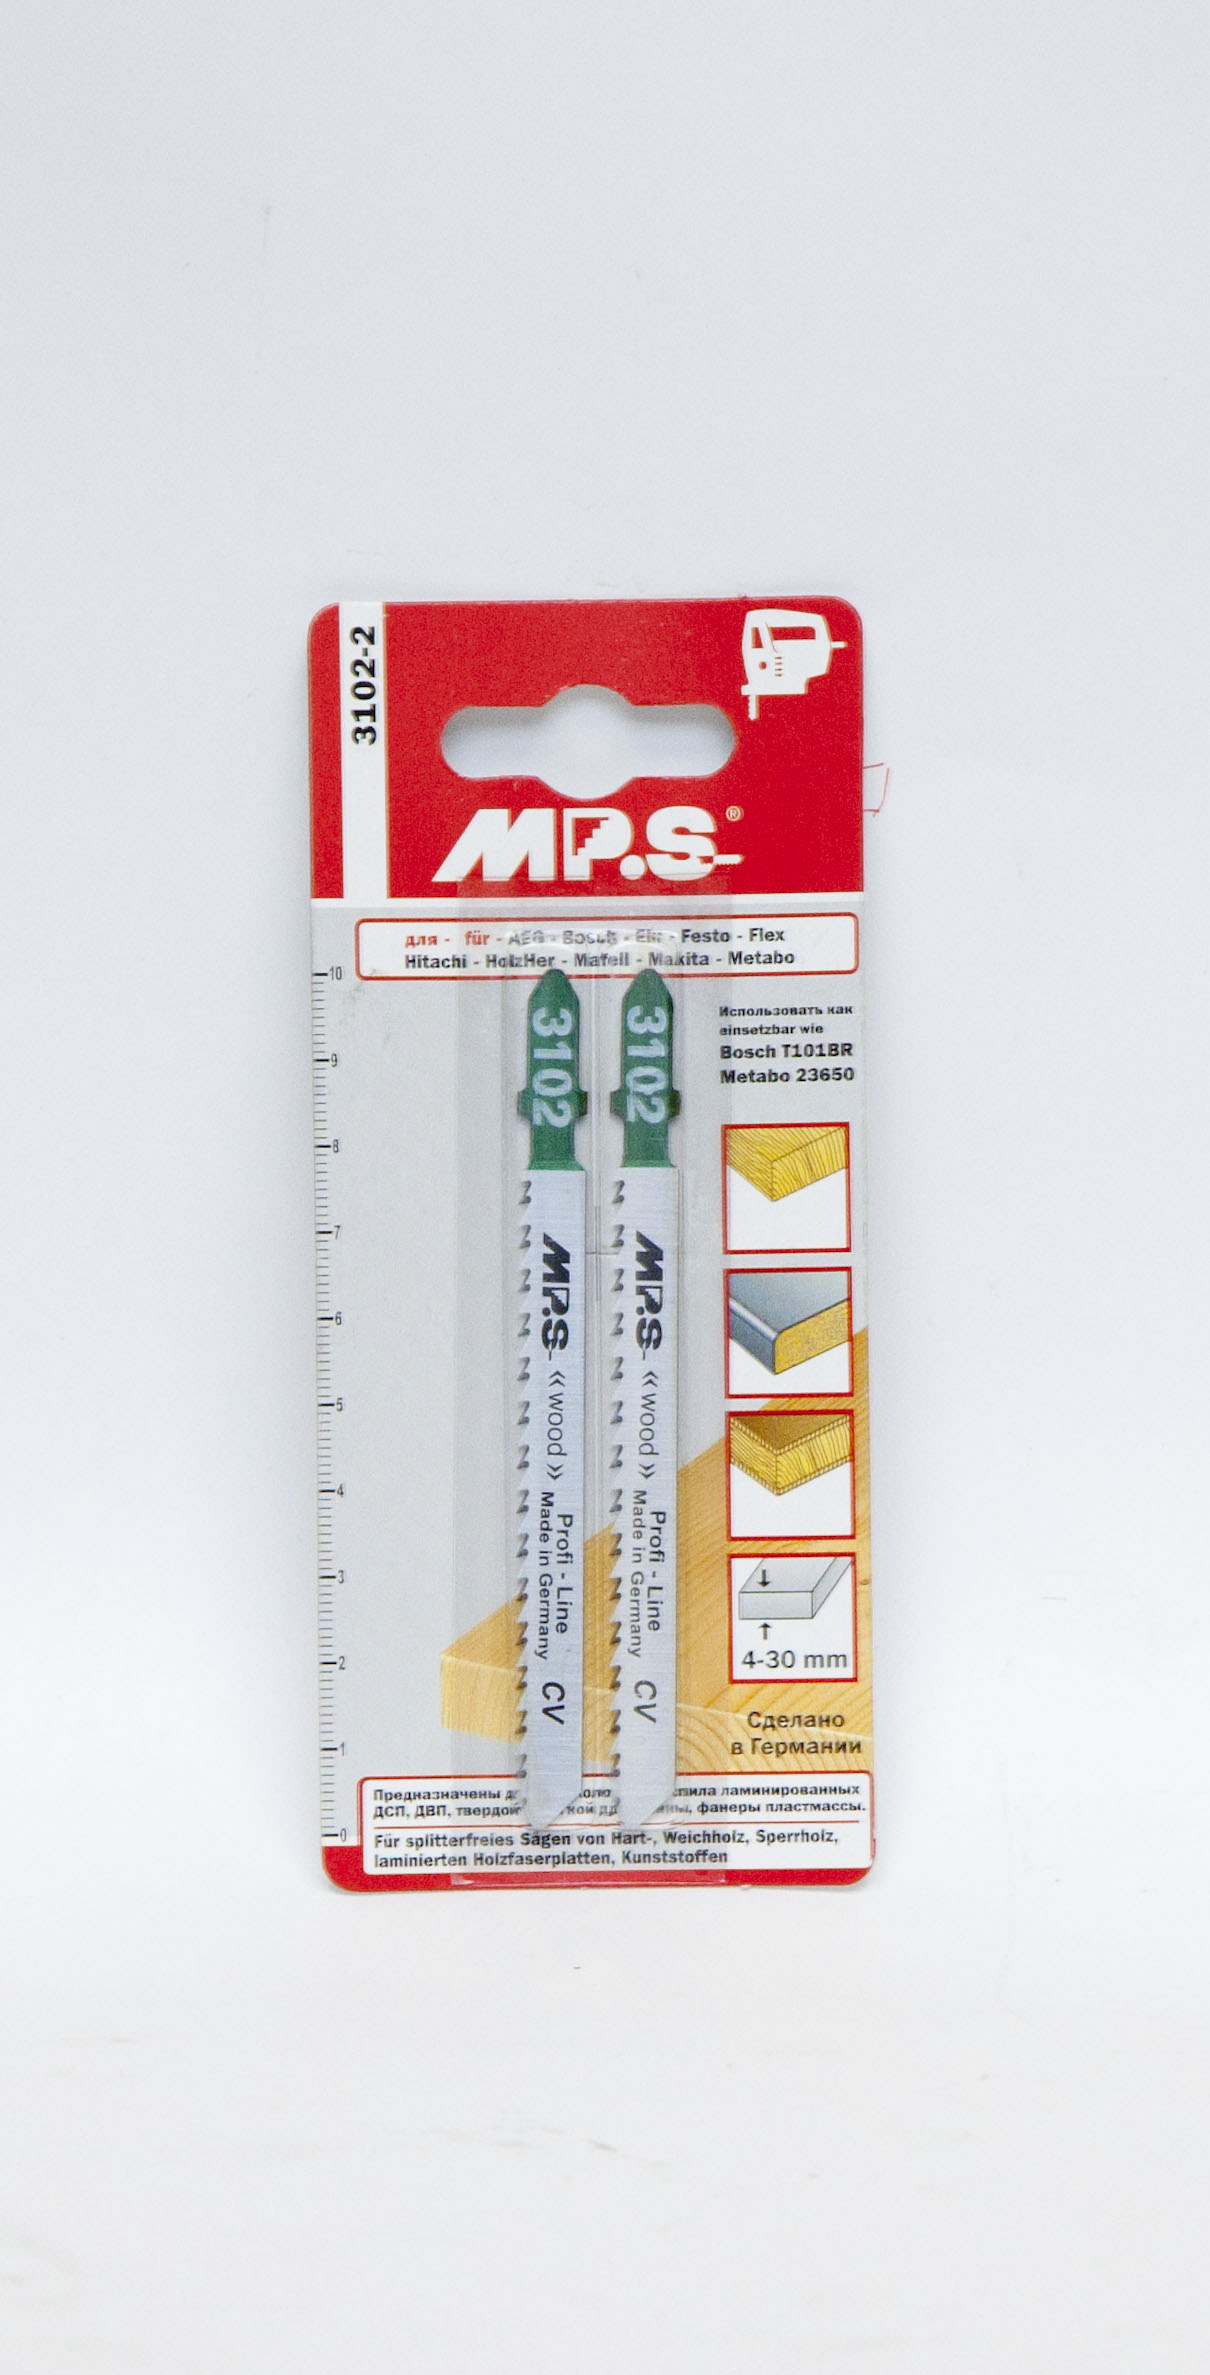 3102-2
MP.S®
для - für - AEG - Bosch - Elu - Festo - Flex
Hitachi - HolzHer - Mafell - Makita - Metabo
10
9
8
7
6
5
4
3
2
1
0
3102
MP.S «wood» Profi - Line
Made in Germany CV
3102
MP.S «wood» Profi - Line
Made in Germany CV
Использовать как
einsetzbar wie
Bosch T101BR
Metabo 23650
4-30 mm
Сделано
в Германии
Предназначены ламинированных
ДСП, ДВП, твердой фанеры пластмассы.
Für splitterfreies Sägen von Hart-, Weichholz, Sperrholz,
laminierten Holzfaserplatten, Kunststoffen